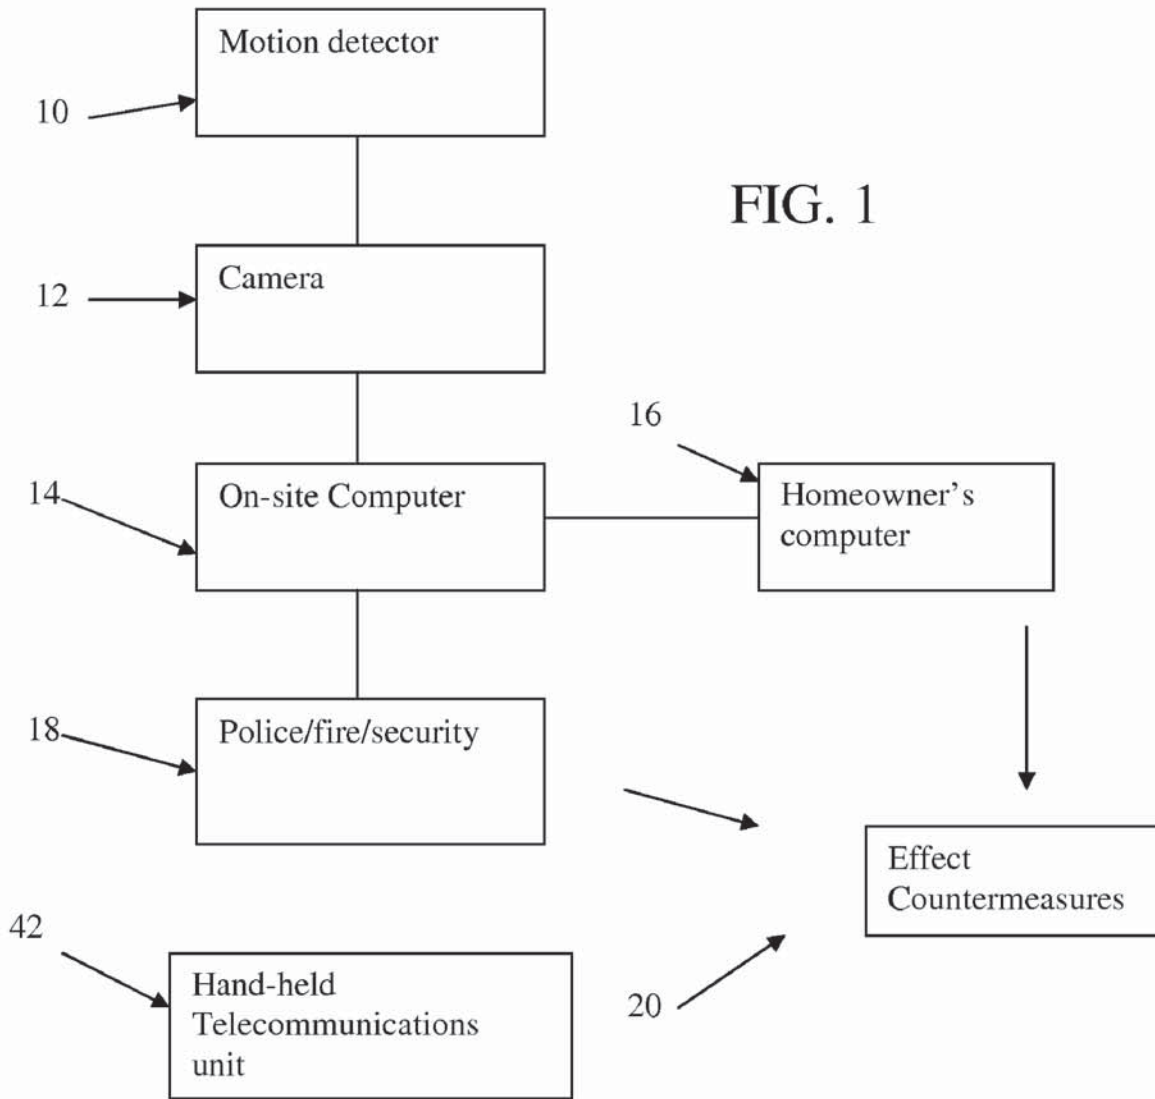 Motion detector
10
FIG. 1
Camera
12
16
14
On-site Computer
Homeowner's
computer
18
Police/fire/security
Effect
Countermeasures
42
Hand-held
Telecommunications
unit
20